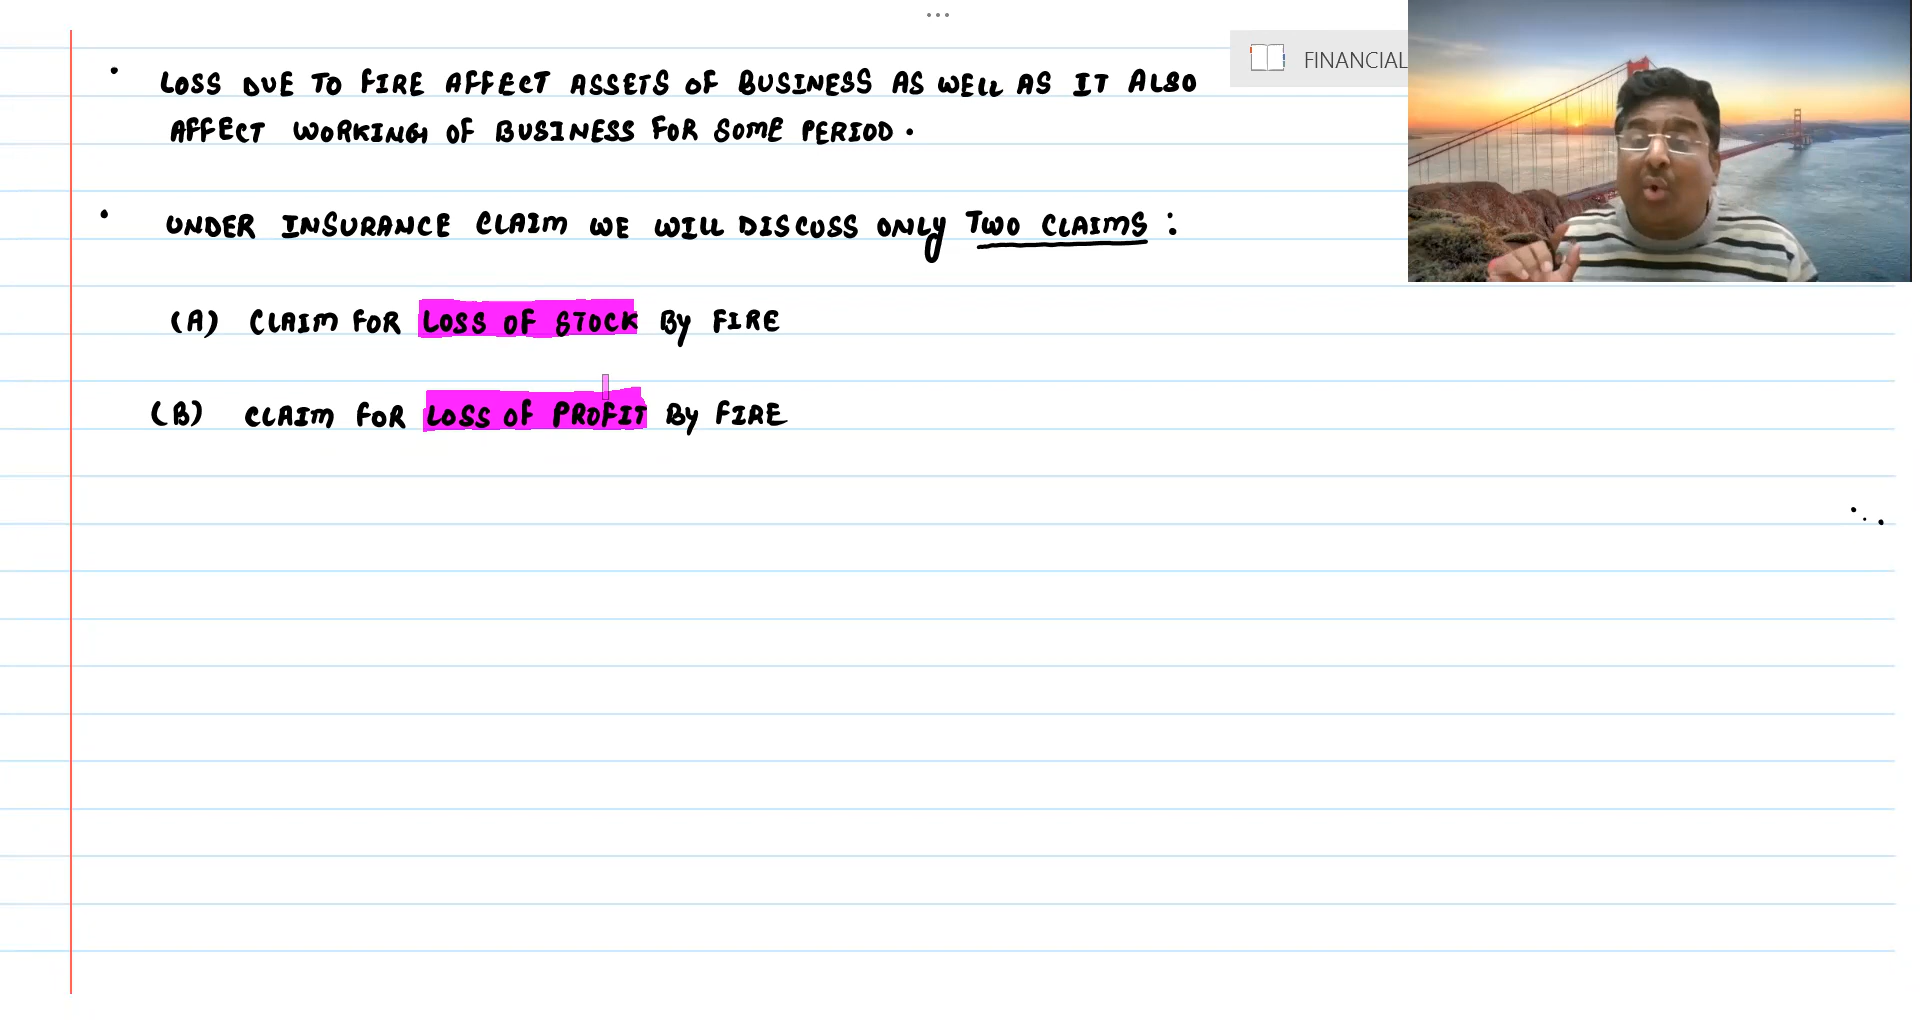 • LOSS DUE TO FIRE AFFECT ASSETS OF BUSINESS AS WELL AS IT ALSO
AFFECT WORKING OF BUSINESS FOR SOME PERIOD.
• UNDER INSURANCE CLAIM WE WILL DISCUSS ONLY TWO CLAIMS :
(A) CLAIM FOR LOSS OF STOCK BY FIRE
(B) CLAIM FOR LOSS OF PROFIT BY FIRE
FINANCIAL